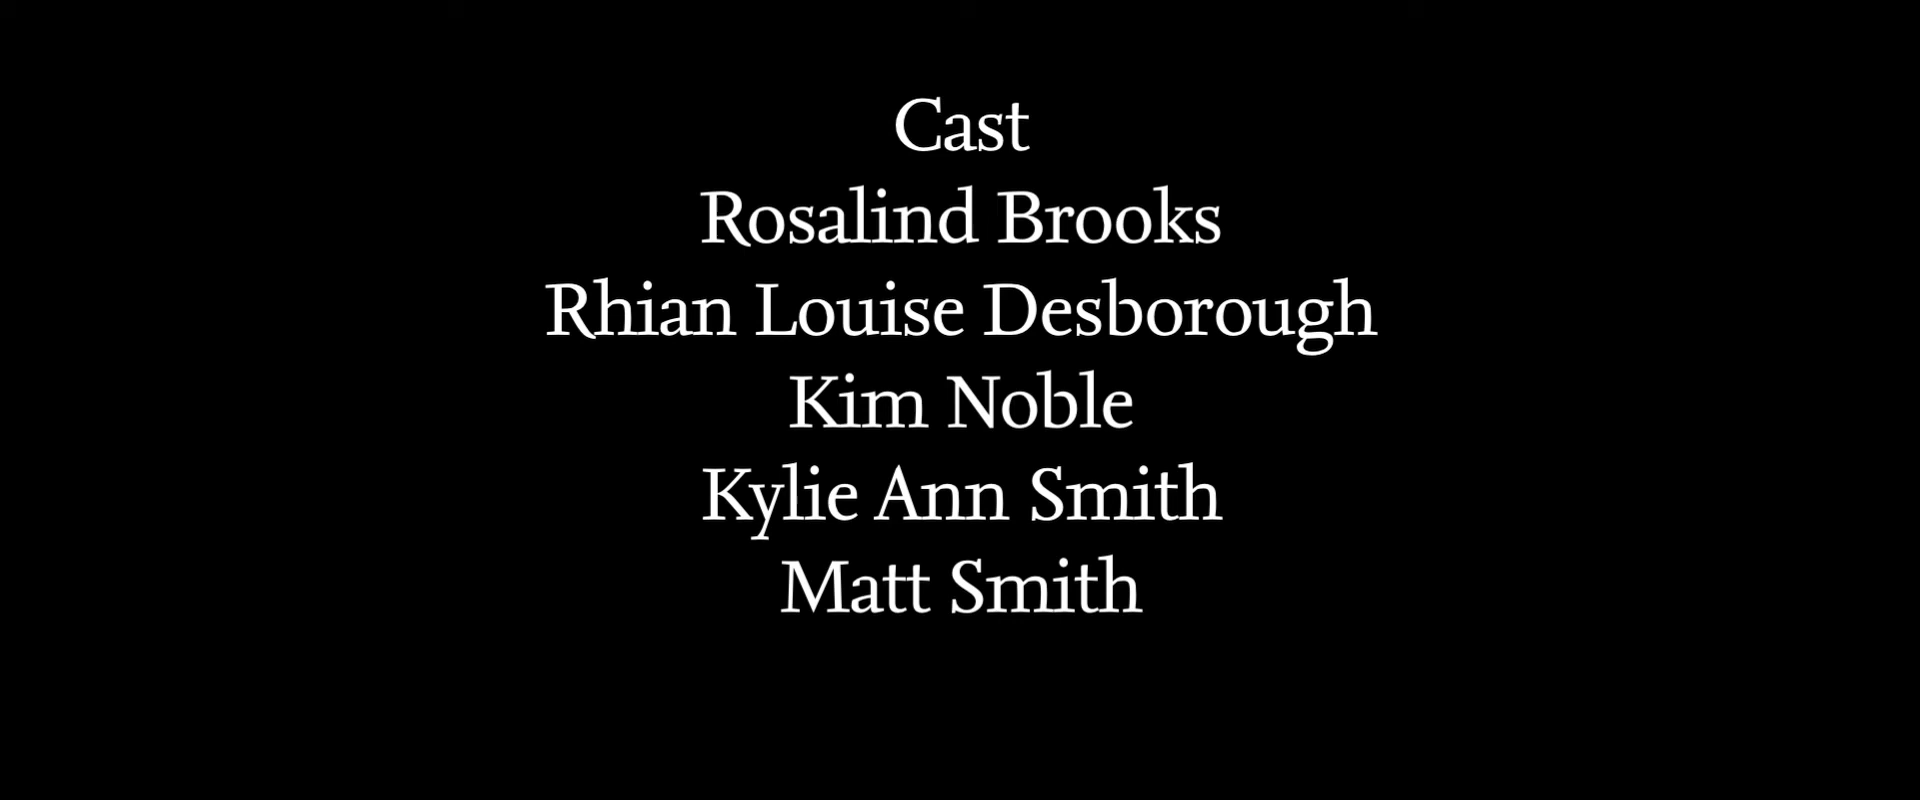 Cast
Rosalind Brooks
Rhian Louise Desborough
Kim Noble
Kylie Ann Smith
Matt Smith